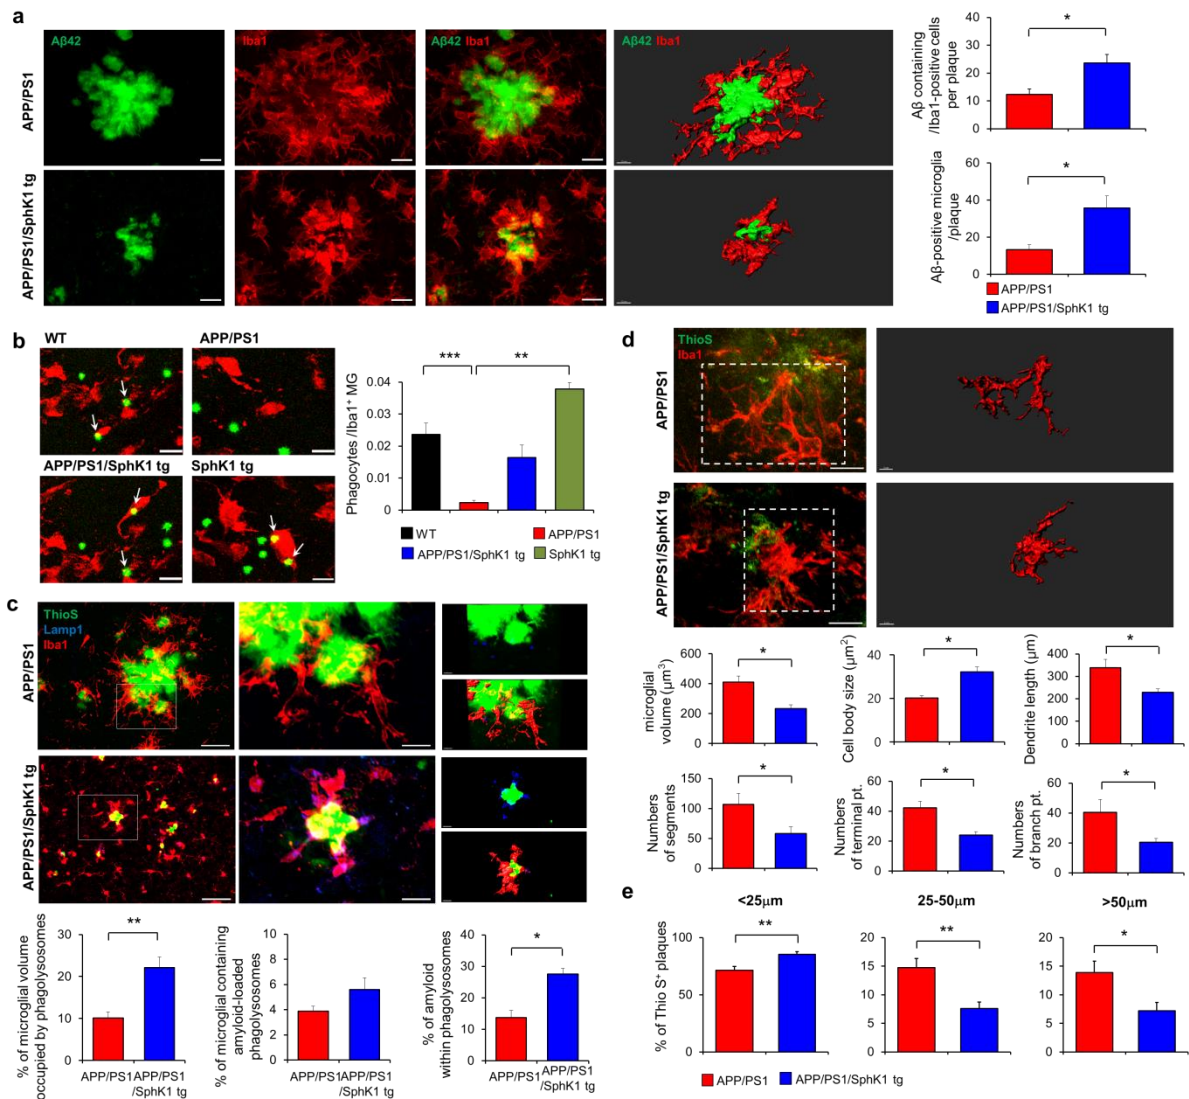 a
Aβ42
Iba1
Aβ42 Iba1
Aβ42 Iba1
APP/PS1
APP/PS1/SphK1 tg
Aβ containing
/Iba1-positive cells
per plaque
40
30
20
10
0
*
Aβ-positive microglia
/plaque
60
40
20
0
*
APP/PS1
APP/PS1/SphK1 tg
b
WT
APP/PS1
APP/PS1/SphK1 tg
SphK1 tg
Phagocytes /Iba1+ MG
0.04
0.03
0.02
0.01
0
***
**
WT
APP/PS1
APP/PS1/SphK1 tg
SphK1 tg
c
ThioS
Lamp1
Iba1
APP/PS1
APP/PS1/SphK1 tg
% of microglial volume
occupied by phagolysosomes
30
20
10
0
**
APP/PS1
APP/PS1
/SphK1 tg
% of microglial containing
amyloid-loaded
phagolysosomes
10
8
6
4
2
0
APP/PS1
APP/PS1
/SphK1 tg
% of amyloid
within phagolysosomes
40
30
20
10
0
*
APP/PS1
APP/PS1
/SphK1 tg
d
ThioS
Iba1
APP/PS1
APP/PS1/SphK1 tg
microglial
volume (μm³)
600
400
200
0
*
Cell body size (μm²)
40
20
0
*
Dendrite length (μm)
400
300
200
100
0
*
Numbers
of segments
150
100
50
0
*
Numbers
of terminal pt.
60
40
20
0
*
Numbers
of branch pt.
60
40
20
0
*
e
<25μm
25-50μm
>50μm
% of Thio S+ plaques
100
50
0
**
20
15
10
5
0
**
20
15
10
5
0
*
APP/PS1
APP/PS1/SphK1 tg